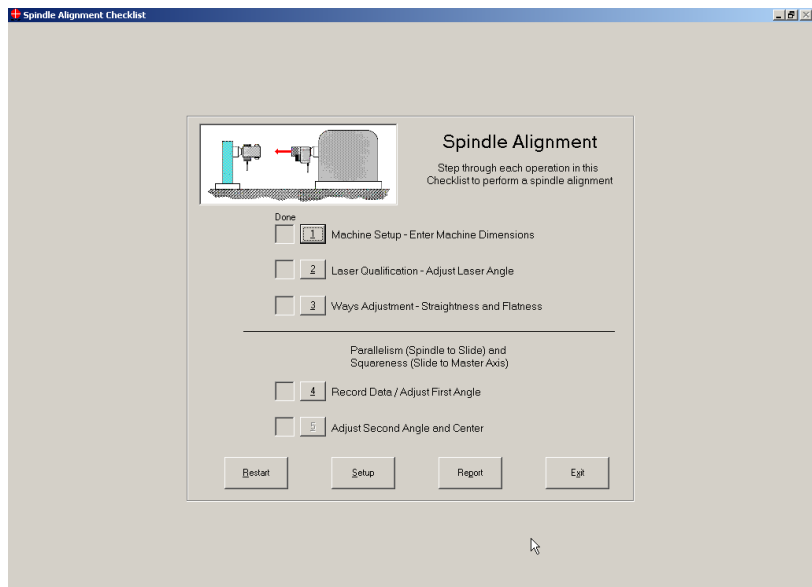 Spindle Alignment Checklist
Spindle Alignment
Step through each operation in this
Checklist to perform a spindle alignment
Done
1 Machine Setup - Enter Machine Dimensions
2 Laser Qualification - Adjust Laser Angle
3 Ways Adjustment - Straightness and Flatness
Parallelism (Spindle to Slide) and
Squareness (Slide to Master Axis)
4 Record Data / Adjust First Angle
5 Adjust Second Angle and Center
Restart Setup Report Exit